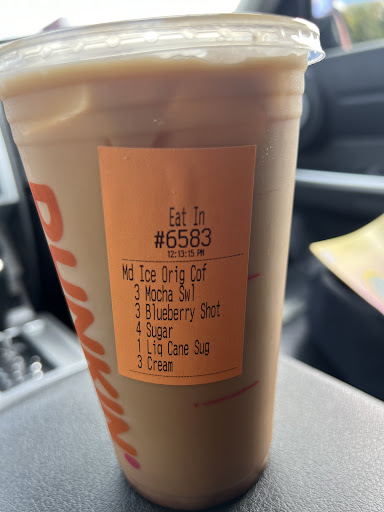 Eat In
#6583
12:13:15 PM
Md Ice Orig Cof
3 Mocha Swl
3 Blueberry Shot
4 Sugar
1 Liq Cane Sug
3 Cream
DUNKIN'